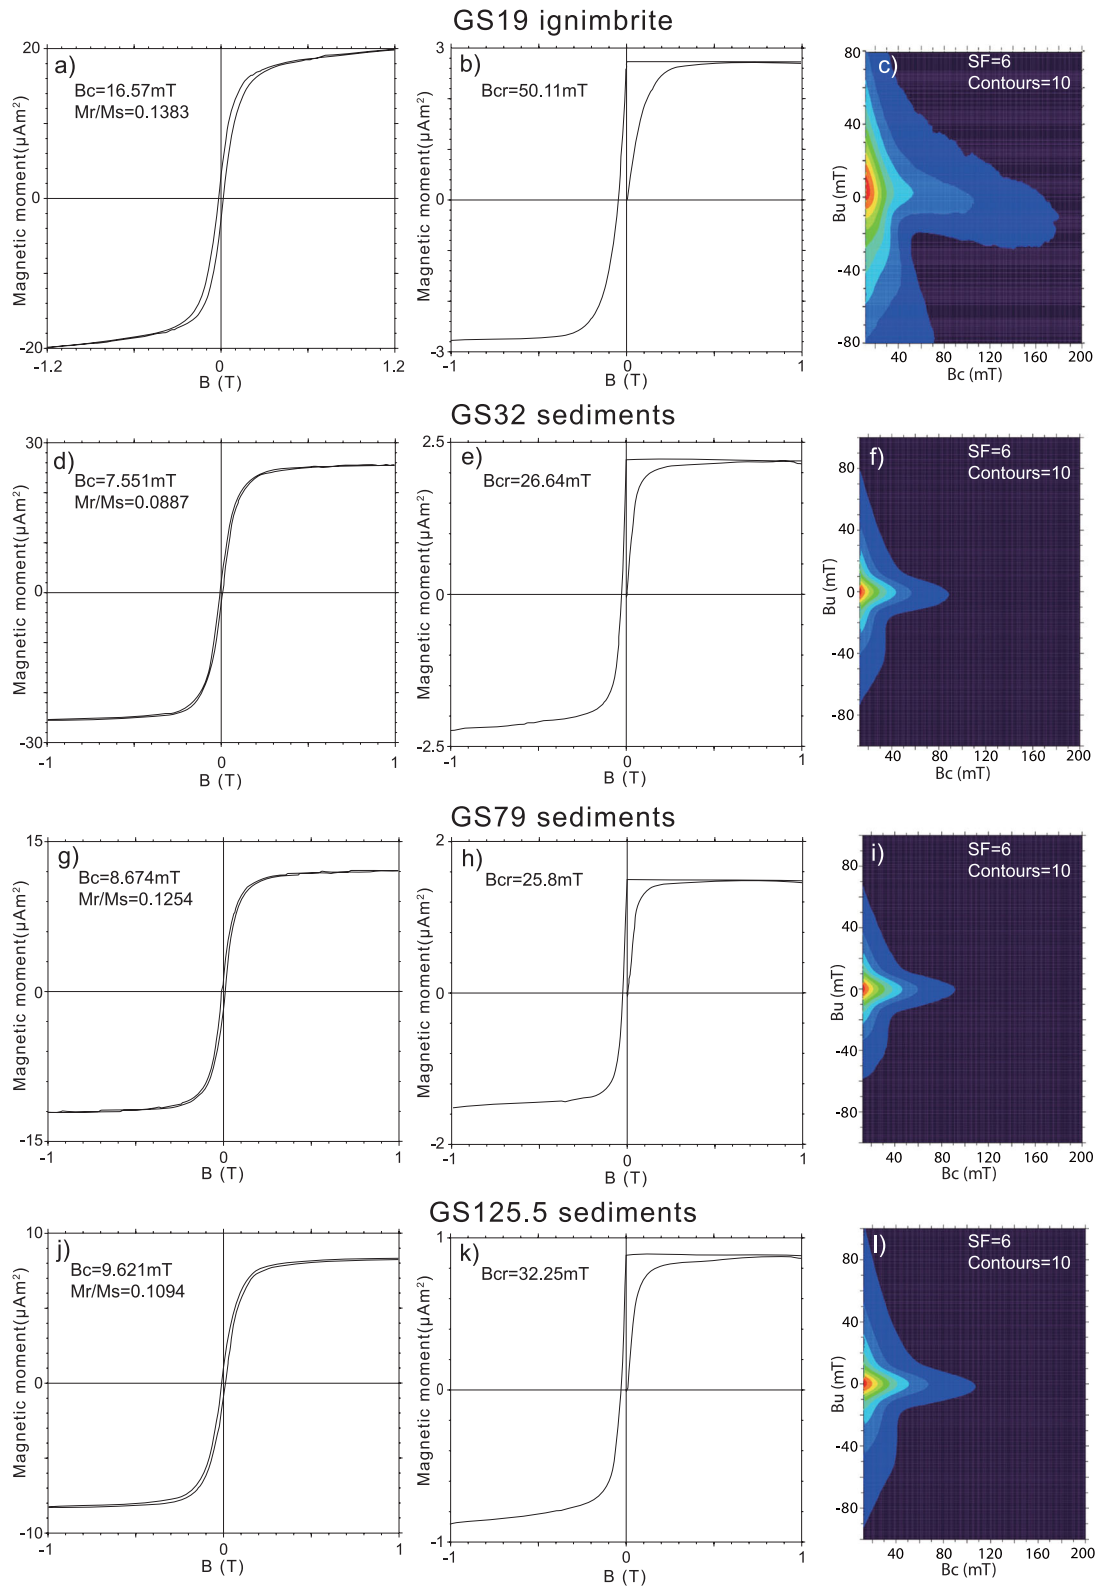 GS19 ignimbrite
a)
Bc=16.57mT
Mr/Ms=0.1383
Magnetic moment(µAm²)
20
10
0
-10
-20
-1.2
0
1.2
B (T)
b)
Bcr=50.11mT
Magnetic moment(µAm²)
3
0
-3
-1
0
1
B (T)
c)
SF=6
Contours=10
Bu (mT)
80
40
0
-40
-80
40
80
120
160
200
Bc (mT)
GS32 sediments
d)
Bc=7.551mT
Mr/Ms=0.0887
Magnetic moment(µAm²)
30
0
-30
-1
0
1
B (T)
e)
Bcr=26.64mT
Magnetic moment(µAm²)
2.5
0
-2.5
-1
0
1
B (T)
f)
SF=6
Contours=10
Bu (mT)
80
40
0
-40
-80
40
80
120
160
200
Bc (mT)
GS79 sediments
g)
Bc=8.674mT
Mr/Ms=0.1254
Magnetic moment(µAm²)
15
0
-15
-1
0
1
B (T)
h)
Bcr=25.8mT
Magnetic moment(µAm²)
2
0
-2
-1
0
1
B (T)
i)
SF=6
Contours=10
Bu (mT)
80
40
0
-40
-80
40
80
120
160
200
Bc (mT)
GS125.5 sediments
j)
Bc=9.621mT
Mr/Ms=0.1094
Magnetic moment(µAm²)
10
0
-10
-1
0
1
B (T)
k)
Bcr=32.25mT
Magnetic moment(µAm²)
1
0
-1
-1
0
1
B (T)
l)
SF=6
Contours=10
Bu (mT)
80
40
0
-40
-80
40
80
120
160
200
Bc (mT)